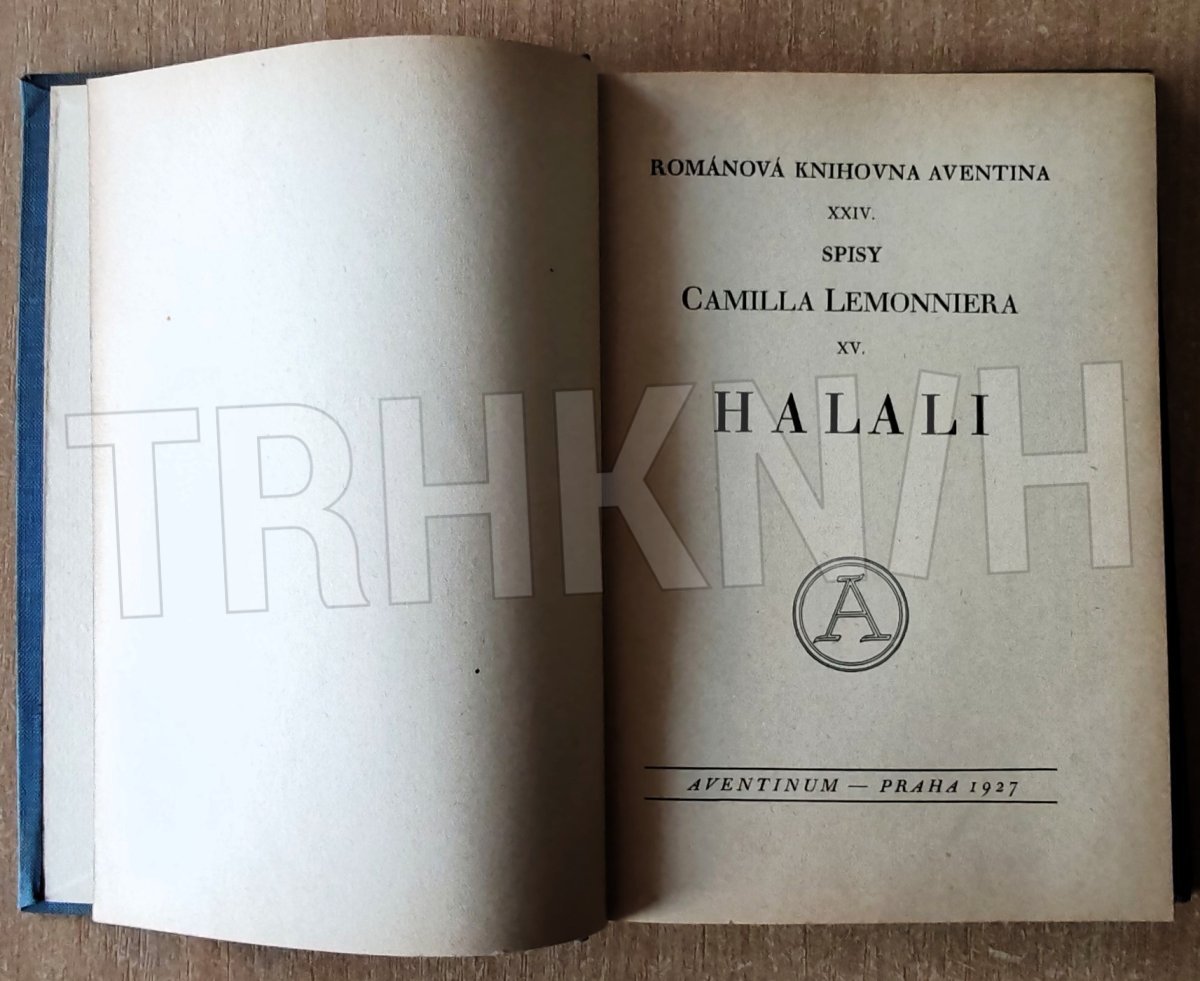 ROMÁNOVÁ KNIHOVNA AVENTINA
XXIV.
SPISY
CAMILLA LEMONNIERA
XV.
HALALI
TRHKNIH
A
AVENTINUM — PRAHA 1927